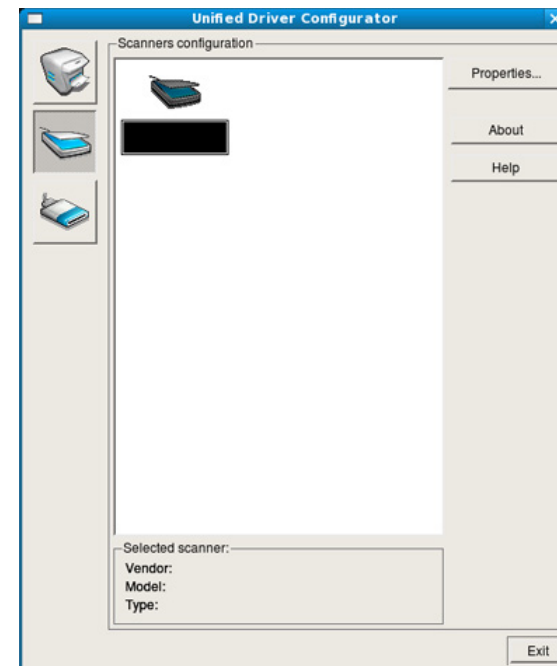 Unified Driver Configurator
Scanners configuration
Properties...
About
Help
Selected scanner:
Vendor:
Model:
Type:
Exit